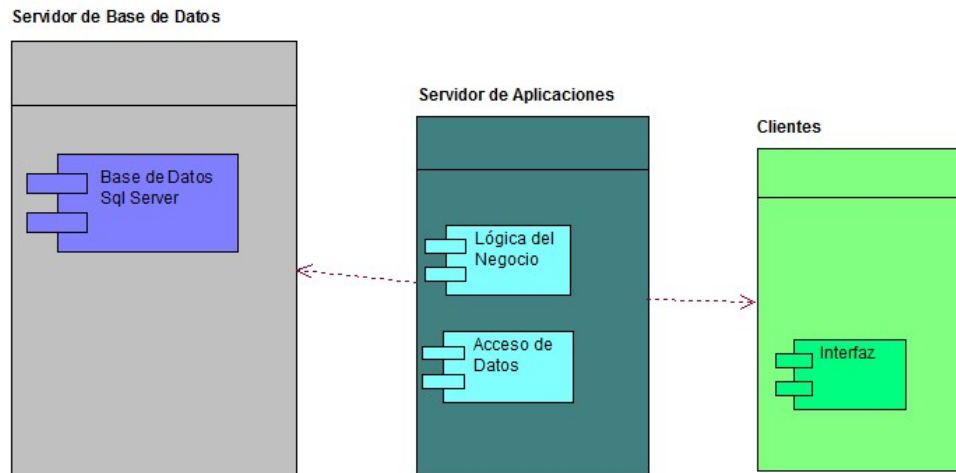 Servidor de Base de Datos
Base de Datos
Sql Server
Servidor de Aplicaciones
Lógica del
Negocio
Acceso de
Datos
Clientes
Interfaz